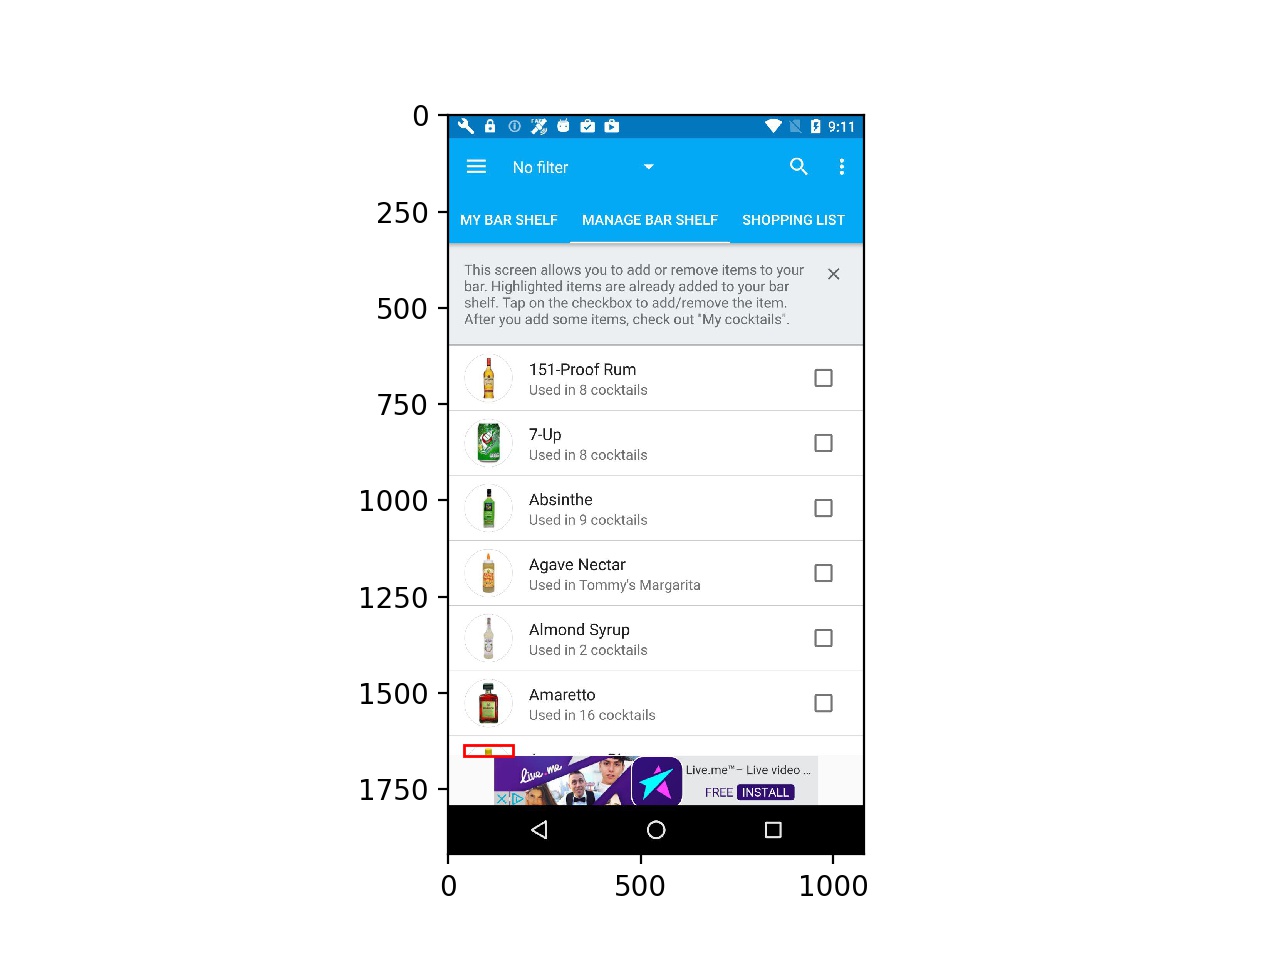 0
250
500
750
1000
1250
1500
1750
0
500
1000
9:11
No filter
MY BAR SHELF
MANAGE BAR SHELF
SHOPPING LIST
This screen allows you to add or remove items to your
bar. Highlighted items are already added to your bar
shelf. Tap on the checkbox to add/remove the item.
After you add some items, check out "My cocktails".
151-Proof Rum
Used in 8 cocktails
7-Up
Used in 8 cocktails
Absinthe
Used in 9 cocktails
Agave Nectar
Used in Tommy's Margarita
Almond Syrup
Used in 2 cocktails
Amaretto
Used in 16 cocktails
live.me
Live.me™– Live video ...
FREE INSTALL